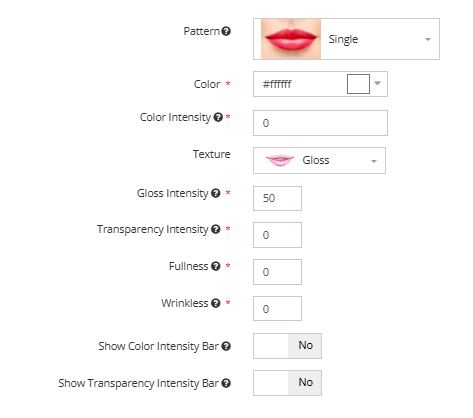 Pattern Single
Color * #ffffff
Color Intensity * 0
Texture Gloss
Gloss Intensity * 50
Transparency Intensity * 0
Fullness * 0
Wrinkless * 0
Show Color Intensity Bar No
Show Transparency Intensity Bar No